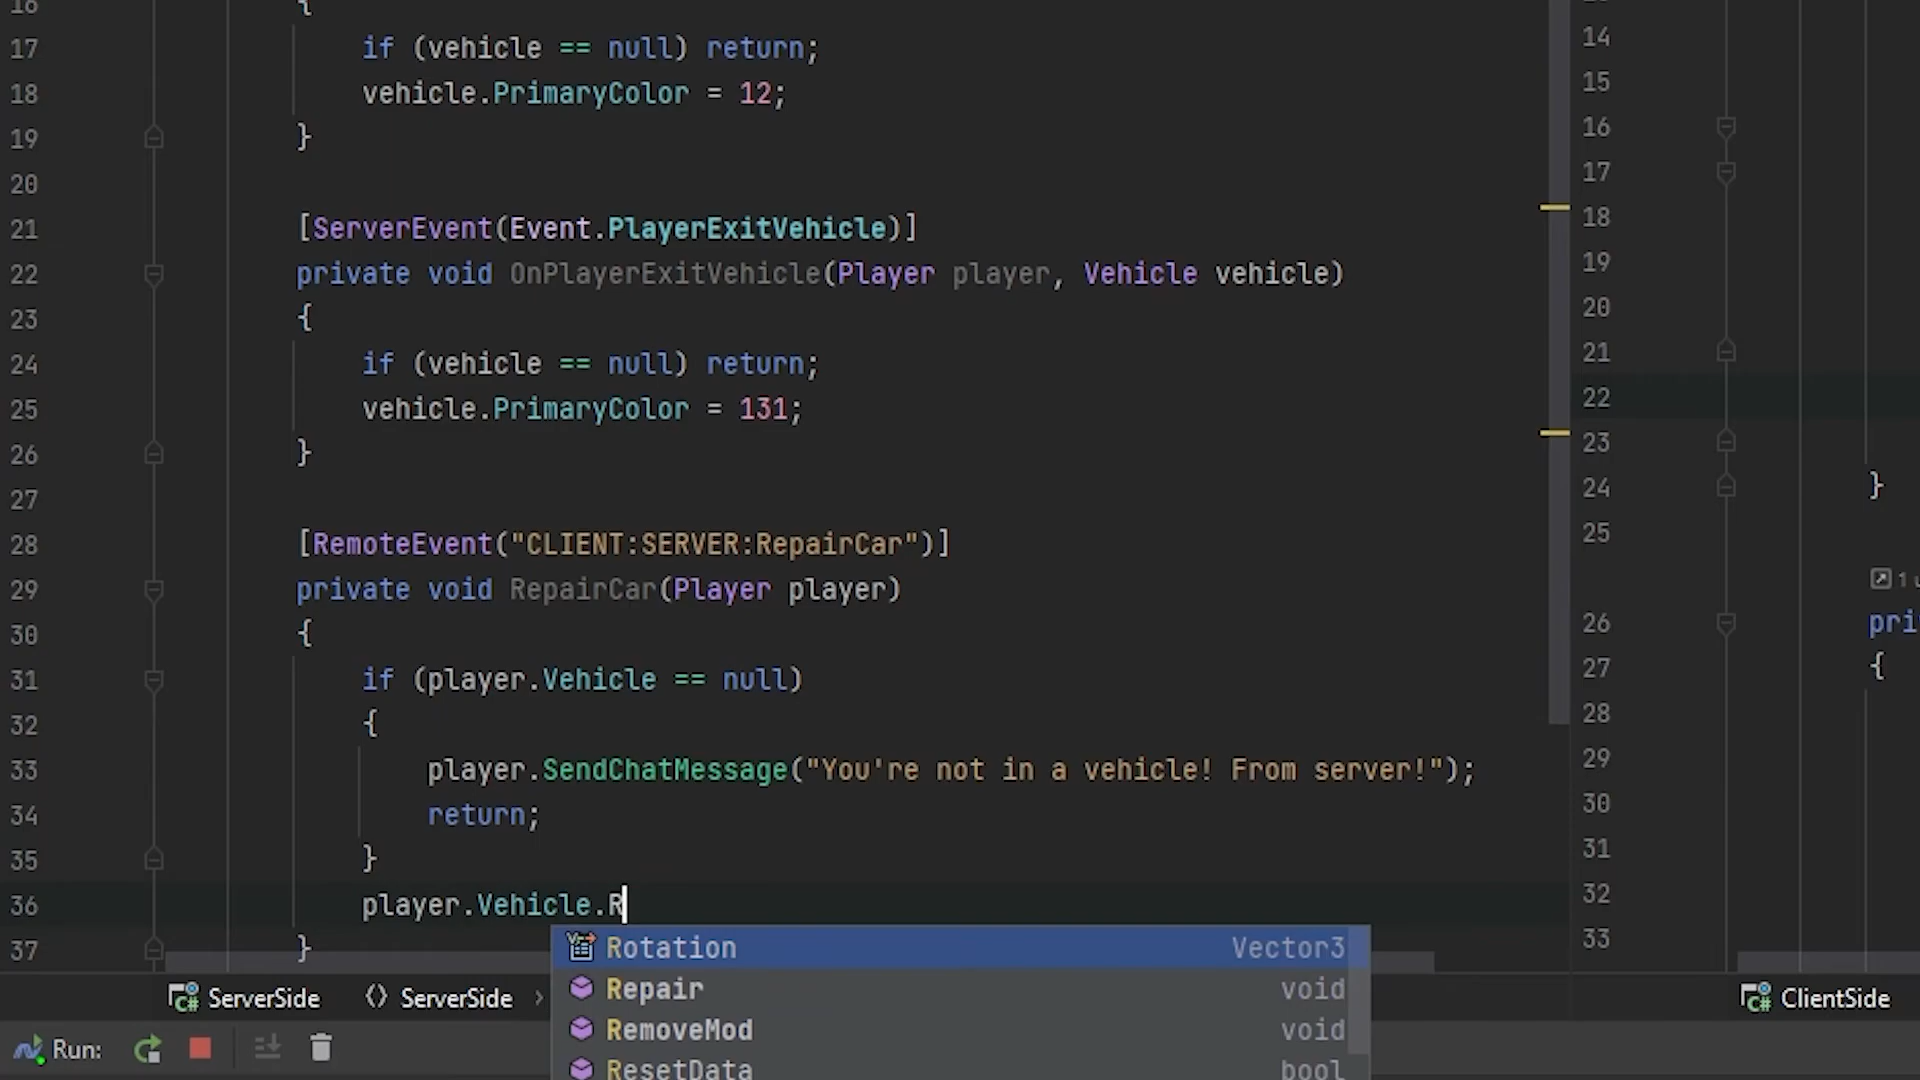 16 {
17 if (vehicle == null) return;
18 vehicle.PrimaryColor = 12;
19 }
20
21 [ServerEvent(Event.PlayerExitVehicle)]
22 private void OnPlayerExitVehicle(Player player, Vehicle vehicle)
23 {
24 if (vehicle == null) return;
25 vehicle.PrimaryColor = 131;
26 }
27
28 [RemoteEvent("CLIENT:SERVER:RepairCar")]
29 private void RepairCar(Player player)
30 {
31 if (player.Vehicle == null)
32 {
33 player.SendChatMessage("You're not in a vehicle! From server!");
34 return;
35 }
36 player.Vehicle.R
37 }
Rotation Vector3
Repair void
RemoveMod void
ResetData bool
ServerSide ServerSide ›
Run:
14
15
16
17
18
19
20
21
22
23
24 }
25
1
26 pri
27 {
28
29
30
31
32
33
ClientSide